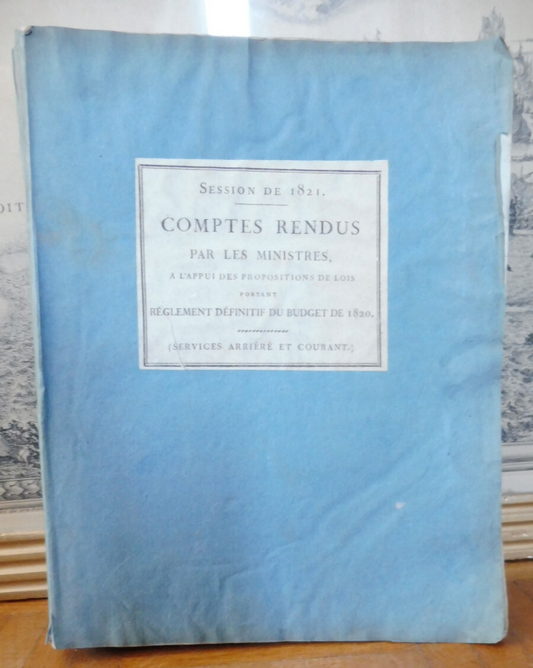 SESSION DE 1821.
COMPTES RENDUS
PAR LES MINISTRES,
A L'APPUI DES PROPOSITIONS DE LOIS
PORTANT
RÉGLEMENT DÉFINITIF DU BUDGET DE 1820.
(SERVICES ARRIÉRÉ ET COURANT.)
OIT